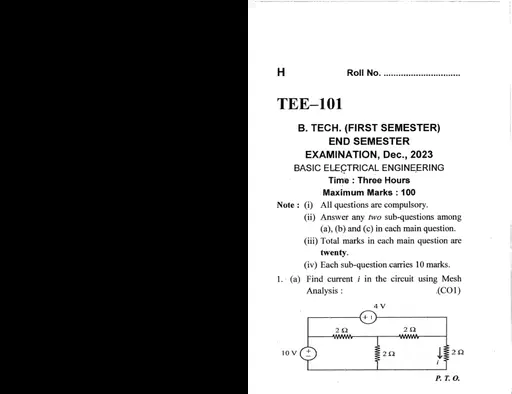 H Roll No. ..............................
TEE–101
B. TECH. (FIRST SEMESTER)
END SEMESTER
EXAMINATION, Dec., 2023
BASIC ELECTRICAL ENGINEERING
Time : Three Hours
Maximum Marks : 100
Note : (i) All questions are compulsory.
(ii) Answer any two sub-questions among
(a), (b) and (c) in each main question.
(iii) Total marks in each main question are
twenty.
(iv) Each sub-question carries 10 marks.
1. (a) Find current i in the circuit using Mesh
Analysis : (CO1)
4 V
+ -
2 Ω 2 Ω
10 V + - 2 Ω i 2 Ω
P. T. O.